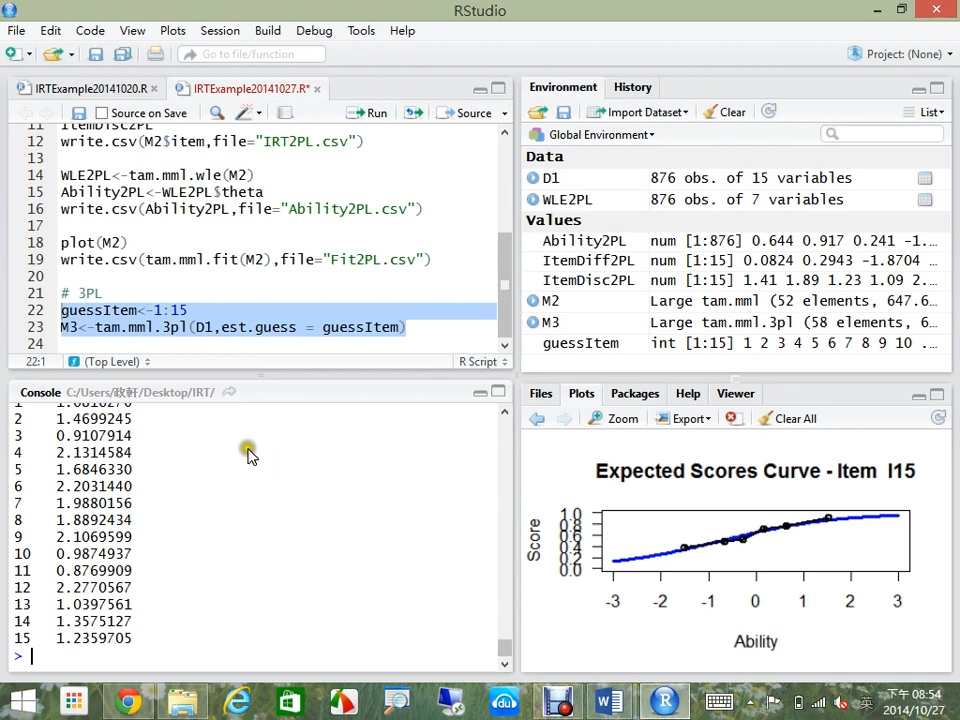 RStudio
File Edit Code View Plots Session Build Debug Tools Help
Go to file/function
Project: (None)
IRTExample20141020.R
IRTExample20141027.R*
Source on Save
Run
Source
11 ItemDisc2PL
12 write.csv(M2$item,file="IRT2PL.csv")
13
14 WLE2PL<-tam.mml.wle(M2)
15 Ability2PL<-WLE2PL$theta
16 write.csv(Ability2PL,file="Ability2PL.csv")
17
18 plot(M2)
19 write.csv(tam.mml.fit(M2),file="Fit2PL.csv")
20
21 # 3PL
22 guessItem<-1:15
23 M3<-tam.mml.3pl(D1,est.guess = guessItem)
24
22:1 (Top Level) R Script
Console C:/Users/政軒/Desktop/IRT/
2 1.4699245
3 0.9107914
4 2.1314584
5 1.6846330
6 2.2031440
7 1.9880156
8 1.8892434
9 2.1069599
10 0.9874937
11 0.8769909
12 2.2770567
13 1.0397561
14 1.3575127
15 1.2359705
>
Environment History
Import Dataset Clear List
Global Environment
Data
D1 876 obs. of 15 variables
WLE2PL 876 obs. of 7 variables
Values
Ability2PL num [1:876] 0.644 0.917 0.241 -1...
ItemDiff2PL num [1:15] 0.0824 0.2943 -1.8704 ...
ItemDisc2PL num [1:15] 1.41 1.89 1.23 1.09 2...
M2 Large tam.mml (52 elements, 647.6...
M3 Large tam.mml.3pl (58 elements, 6...
guessItem int [1:15] 1 2 3 4 5 6 7 8 9 10 ...
Files Plots Packages Help Viewer
Zoom Export Clear All
Expected Scores Curve - Item I15
Score
1.0
0.8
0.6
0.4
0.2
0.0
-3 -2 -1 0 1 2 3
Ability
du
W
R
英
下午 08:54
2014/10/27